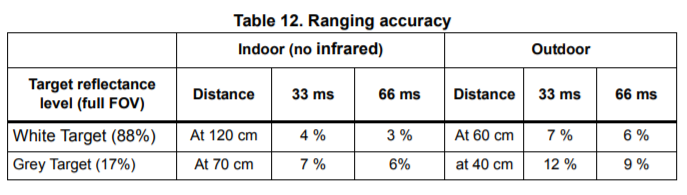 Table 12. Ranging accuracy
Indoor (no infrared) Outdoor
Target reflectance level (full FOV) Distance 33 ms 66 ms Distance 33 ms 66 ms
White Target (88%) At 120 cm 4 % 3 % At 60 cm 7 % 6 %
Grey Target (17%) At 70 cm 7 % 6% at 40 cm 12 % 9 %